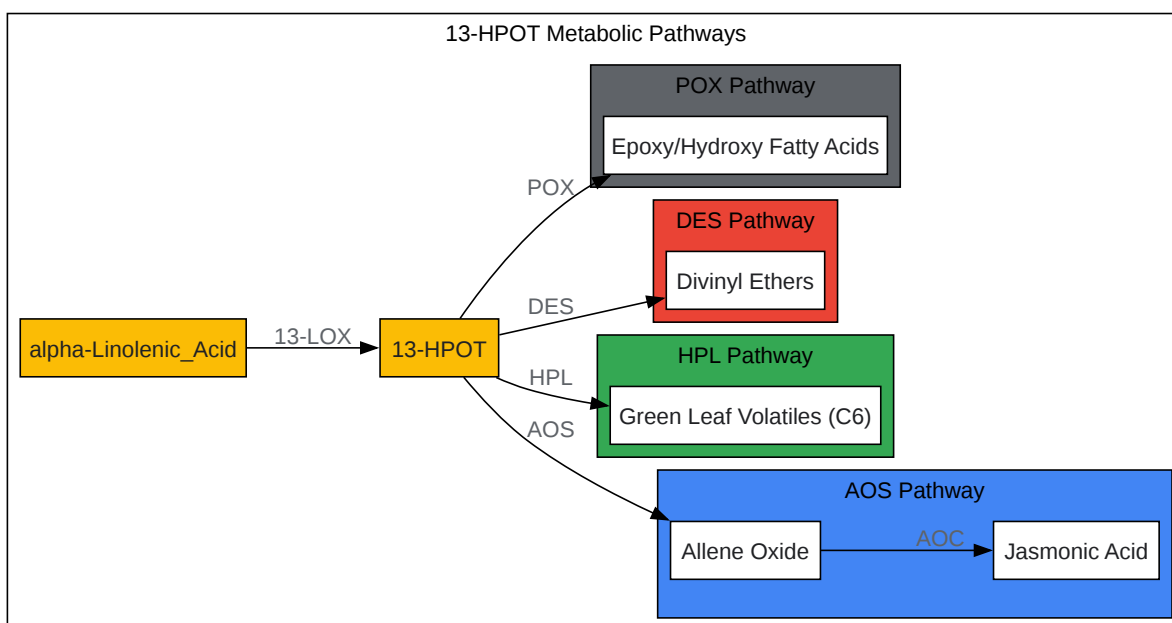 13-HPOT Metabolic Pathways
POX Pathway
Epoxy/Hydroxy Fatty Acids
POX
DES Pathway
Divinyl Ethers
DES
alpha-Linolenic_Acid
13-LOX
13-HPOT
HPL Pathway
HPL
Green Leaf Volatiles (C6)
AOS
AOS Pathway
Allene Oxide
AOC
Jasmonic Acid